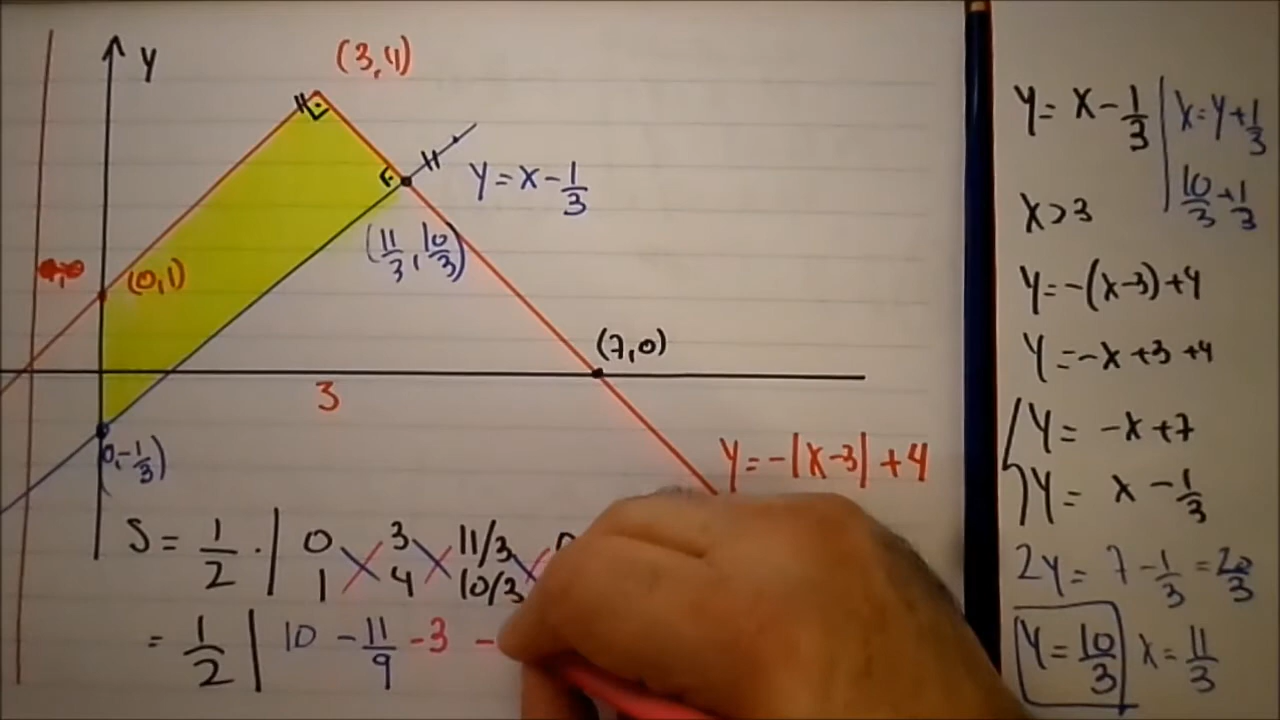 Y
(3,4)
y=x-1/3
(11/3, 10/3)
(0,1)
(7,0)
3
0,-1/3)
y=-|x-3|+4
S= 1/2 · | 0 3 11/3
1 4 10/3
= 1/2 | 10 - 11/9 - 3 -
y= x-1/3 | x=y+1/3
10/3+1/3
x>3
y=-(x-3)+4
y=-x+3+4
y= -x+7
y= x-1/3
2y= 7-1/3=20/3
y=10/3 x=11/3